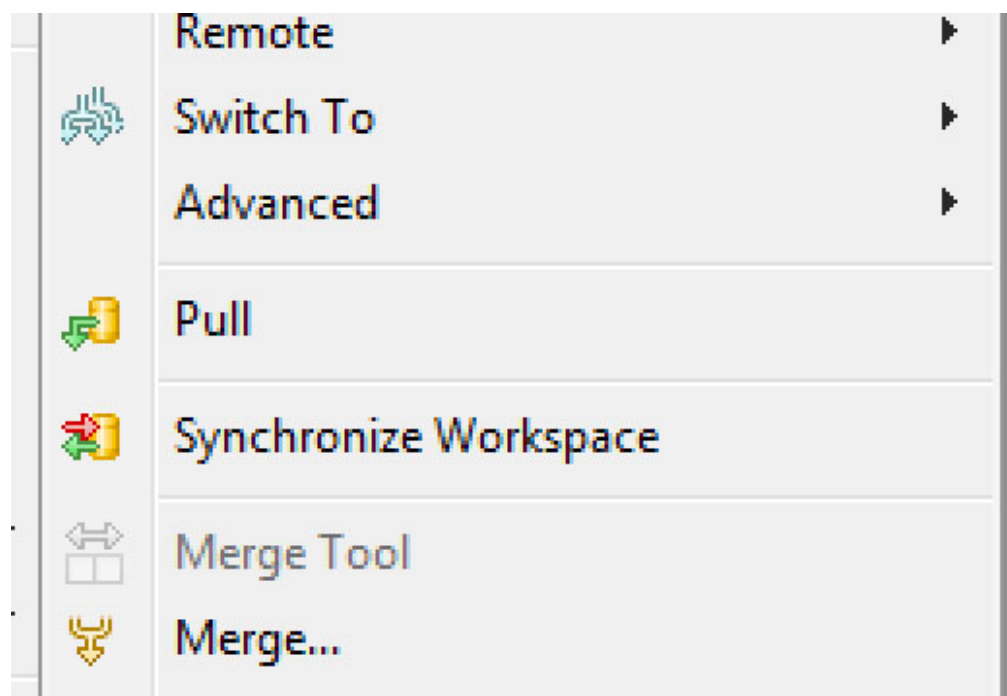 Remote
Switch To
Advanced
Pull
Synchronize Workspace
Merge Tool
Merge...